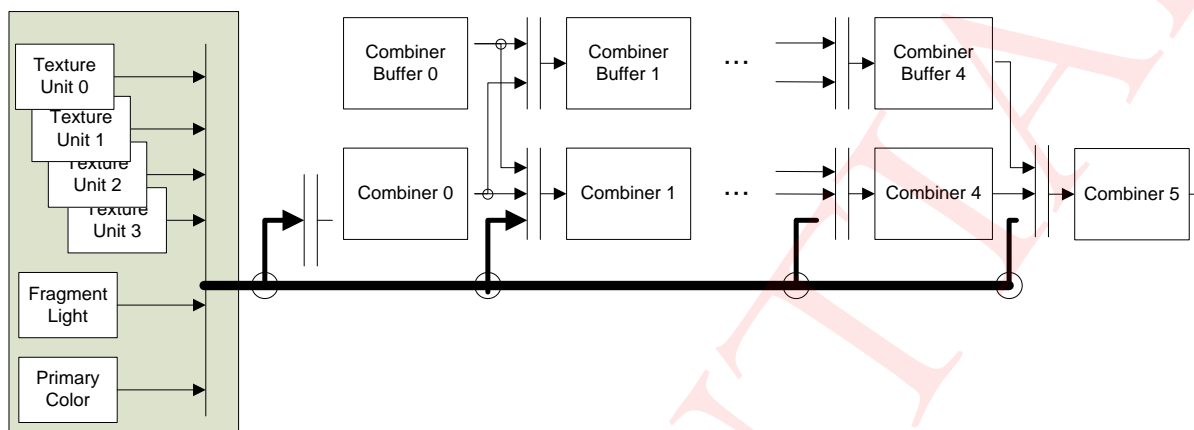 Texture
Unit 0
Texture
Unit 1
Texture
Unit 2
Texture
Unit 3
Fragment
Light
Primary
Color
Combiner
Buffer 0
Combiner
Buffer 1
...
Combiner
Buffer 4
Combiner 0
Combiner 1
...
Combiner 4
Combiner 5
NTIA